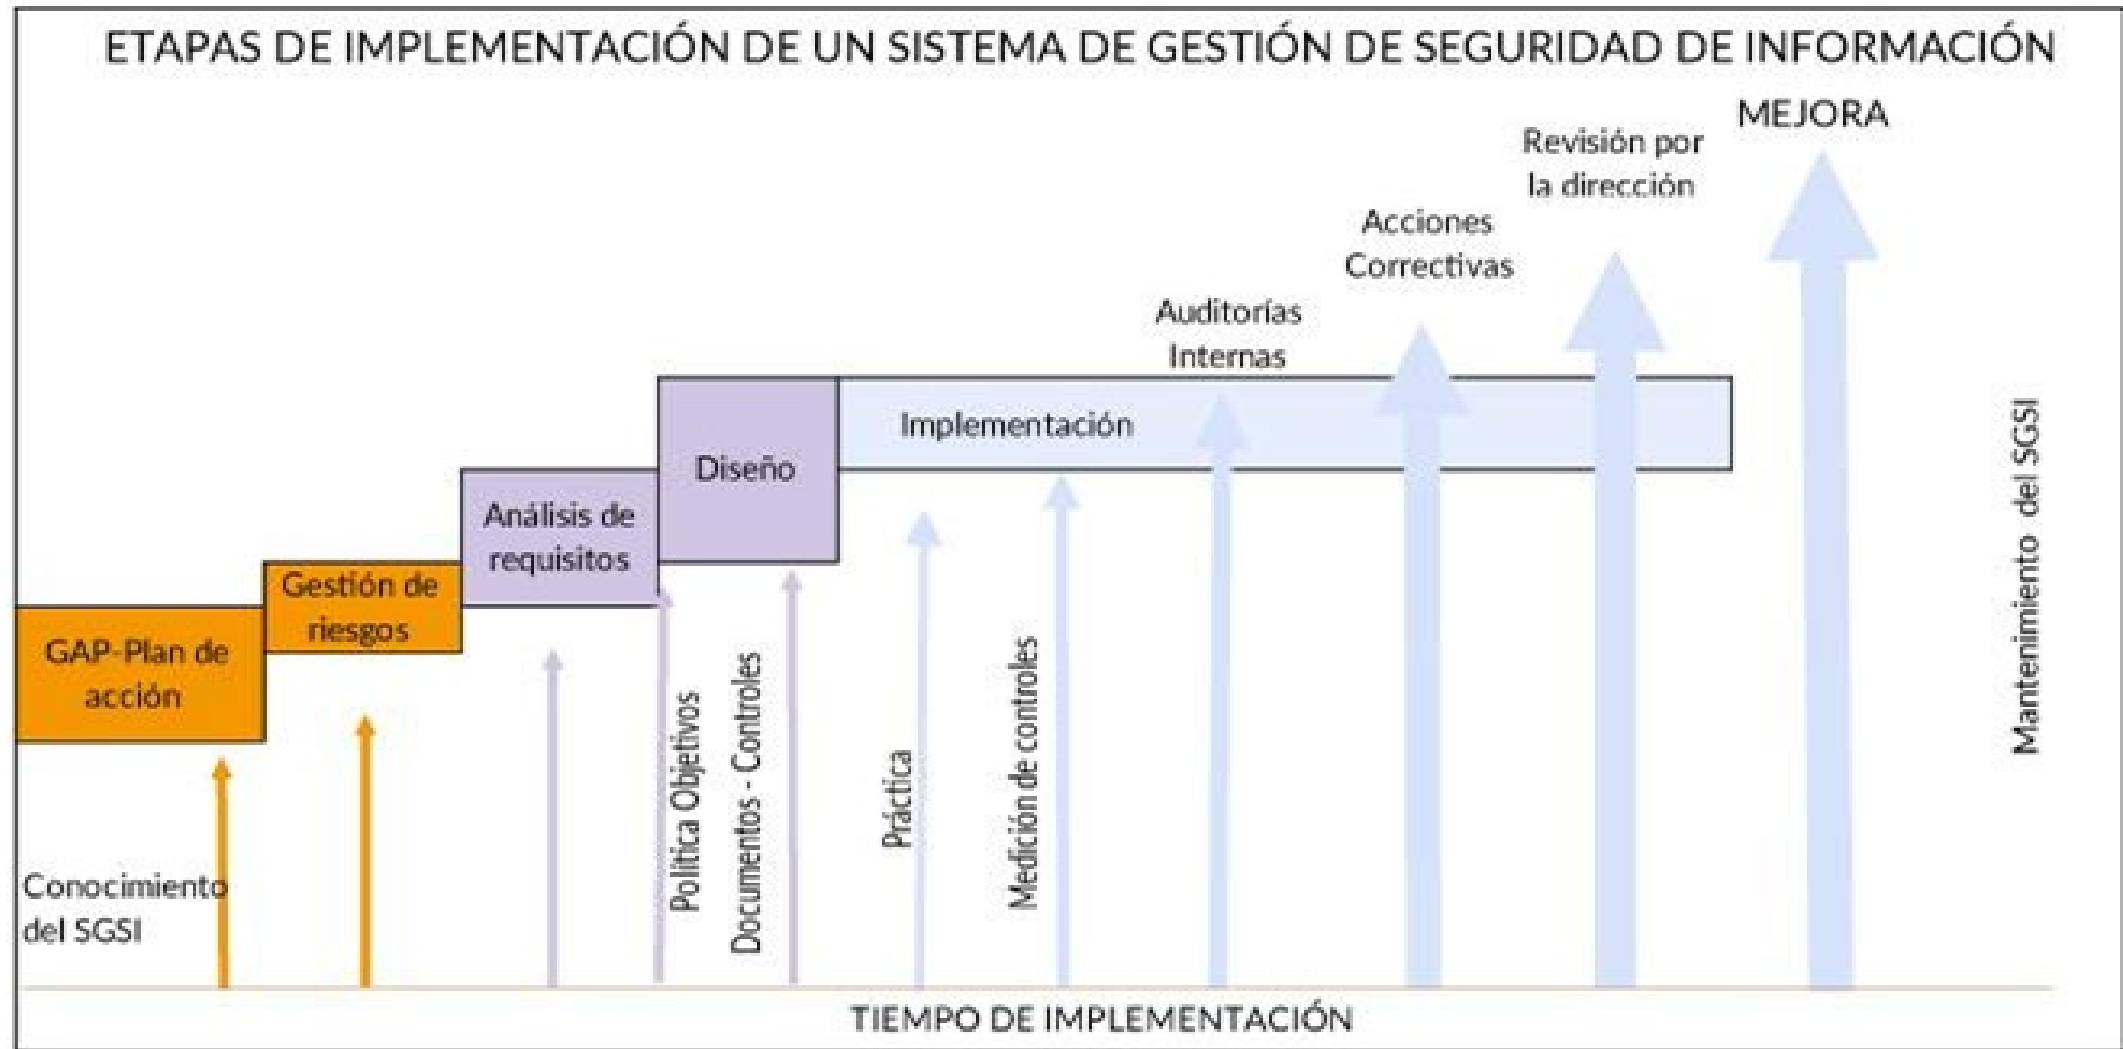 ETAPAS DE IMPLEMENTACIÓN DE UN SISTEMA DE GESTIÓN DE SEGURIDAD DE INFORMACIÓN
MEJORA
Revisión por
la dirección
Acciones
Correctivas
Auditorías
Internas
Implementación
Diseño
Análisis de
requisitos
Gestión de
riesgos
GAP-Plan de
acción
Conocimiento
del SGSI
Política Objetivos
Documentos - Controles
Práctica
Medición de controles
Mantenimiento del SGSI
TIEMPO DE IMPLEMENTACIÓN